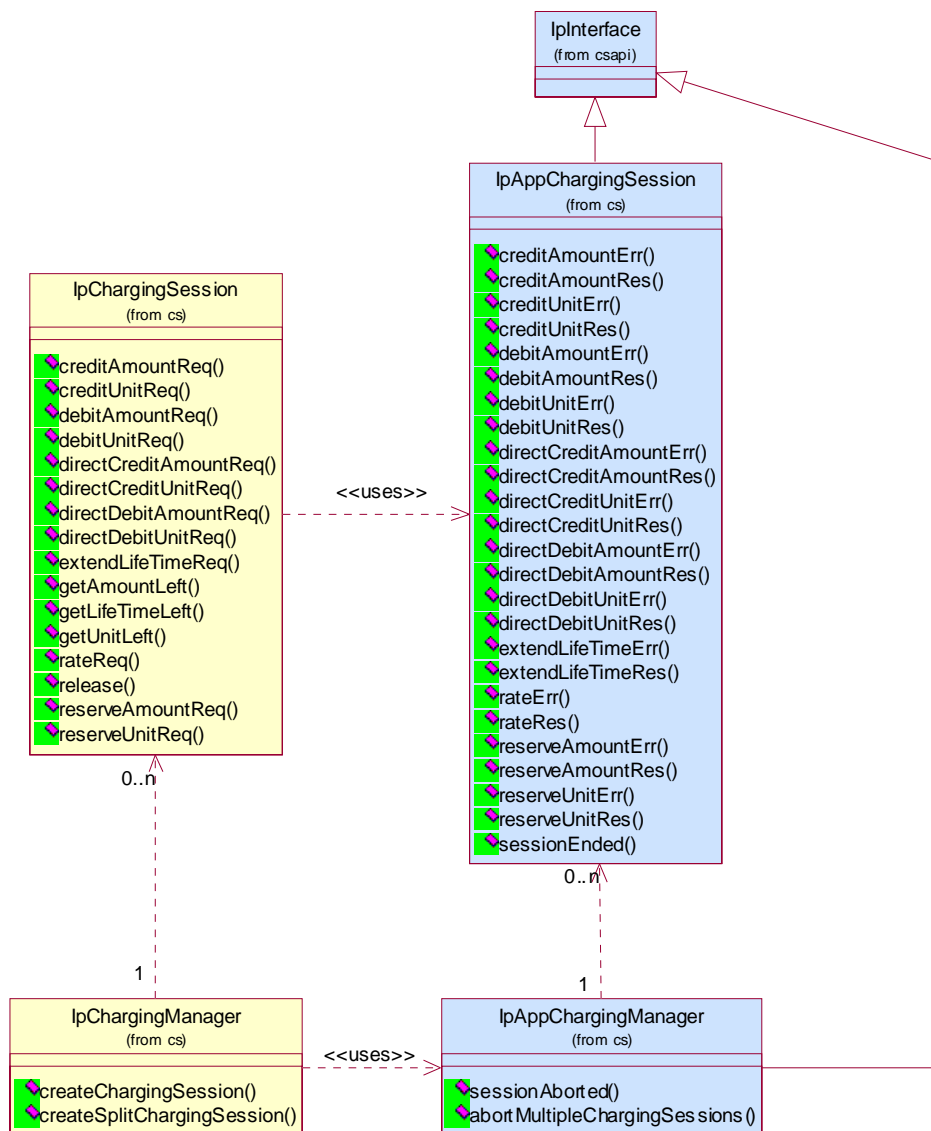 IpInterface
(from csapi)
IpAppChargingSession
(from cs)
creditAmountErr()
creditAmountRes()
creditUnitErr()
creditUnitRes()
debitAmountErr()
debitAmountRes()
debitUnitErr()
debitUnitRes()
directCreditAmountErr()
directCreditAmountRes()
directCreditUnitErr()
directCreditUnitRes()
directDebitAmountErr()
directDebitAmountRes()
directDebitUnitErr()
directDebitUnitRes()
extendLifeTimeErr()
extendLifeTimeRes()
rateErr()
rateRes()
reserveAmountErr()
reserveAmountRes()
reserveUnitErr()
reserveUnitRes()
sessionEnded()
IpChargingSession
(from cs)
creditAmountReq()
creditUnitReq()
debitAmountReq()
debitUnitReq()
directCreditAmountReq()
directCreditUnitReq()
directDebitAmountReq()
directDebitUnitReq()
extendLifeTimeReq()
getAmountLeft()
getLifeTimeLeft()
getUnitLeft()
rateReq()
release()
reserveAmountReq()
reserveUnitReq()
<<uses>>
0..n
0..n
1
1
IpChargingManager
(from cs)
createChargingSession()
createSplitChargingSession()
<<uses>>
IpAppChargingManager
(from cs)
sessionAborted()
abortMultipleChargingSessions()